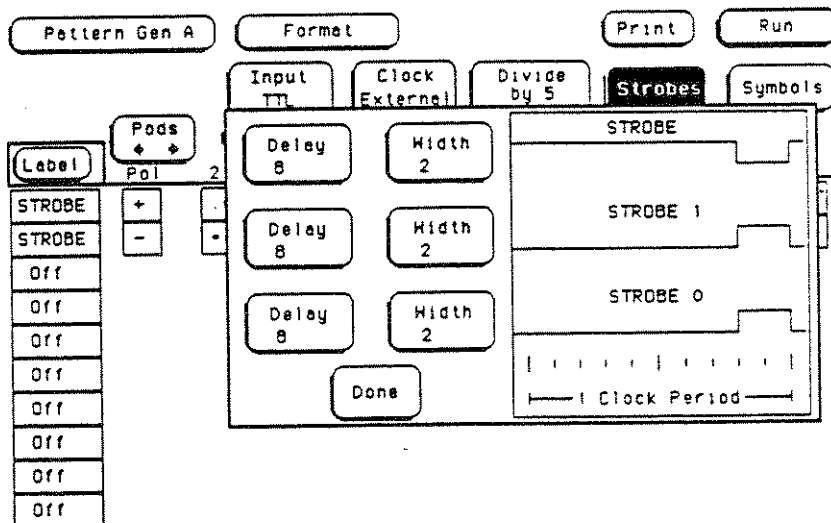 Pattern Gen A
Format
Print
Run
Input
TTL
Clock
External
Divide
by 5
Strobes
Symbols
Pods
Label
Pol
2
STROBE
+
STROBE
-
Off
Off
Off
Off
Off
Off
Off
Off
Delay
8
Width
2
Delay
8
Width
2
Delay
8
Width
2
Done
STROBE
STROBE 1
STROBE 0
1 Clock Period